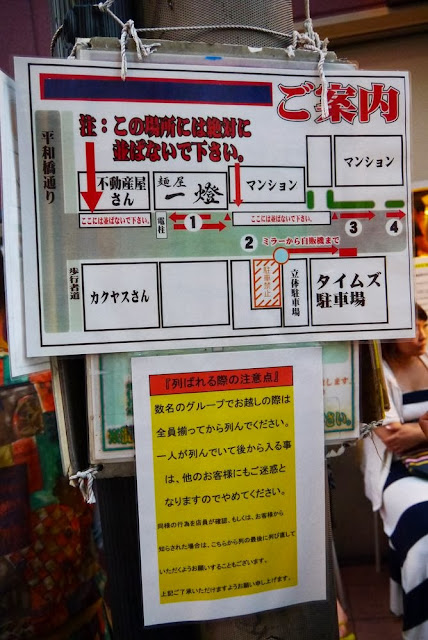 ご案内
注：この場所には絶対に
並ばないで下さい。
平和橋通り
不動産屋
さん
麺屋
一燈
マンション
マンション
ここには並ばないで下さい。
電柱
1
ここには並ばないで下さい。
3
4
2
ミラーから自販機まで
歩行者道
カクヤスさん
駐車禁止
立体駐車場
タイムズ
駐車場
『列ばれる際の注意点』
数名のグループでお越しの際は
全員揃ってから列んでください。
一人が列んでいて後から入る事
は、他のお客様にもご迷惑と
なりますのでやめてください。
同様の行為を店員が確認、もしくは、お客様から
知らされた場合は、こちらから列の最後に列び直して
いただくようお願いすることもございます。
上記ご了承いただけますようお願い申し上げます。